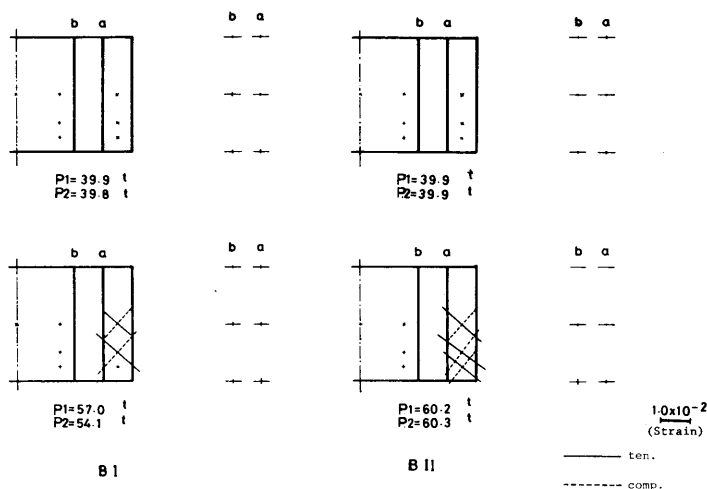 b a b a b a b a
P1=39.9 t
P2=39.8 t
P1=39.9 t
P2=39.9 t
b a b a b a b a
P1=57.0 t
P2=54.1 t
P1=60.2 t
P2=60.3 t
1.0x10-2
(Strain)
B I
B II
ten.
comp.